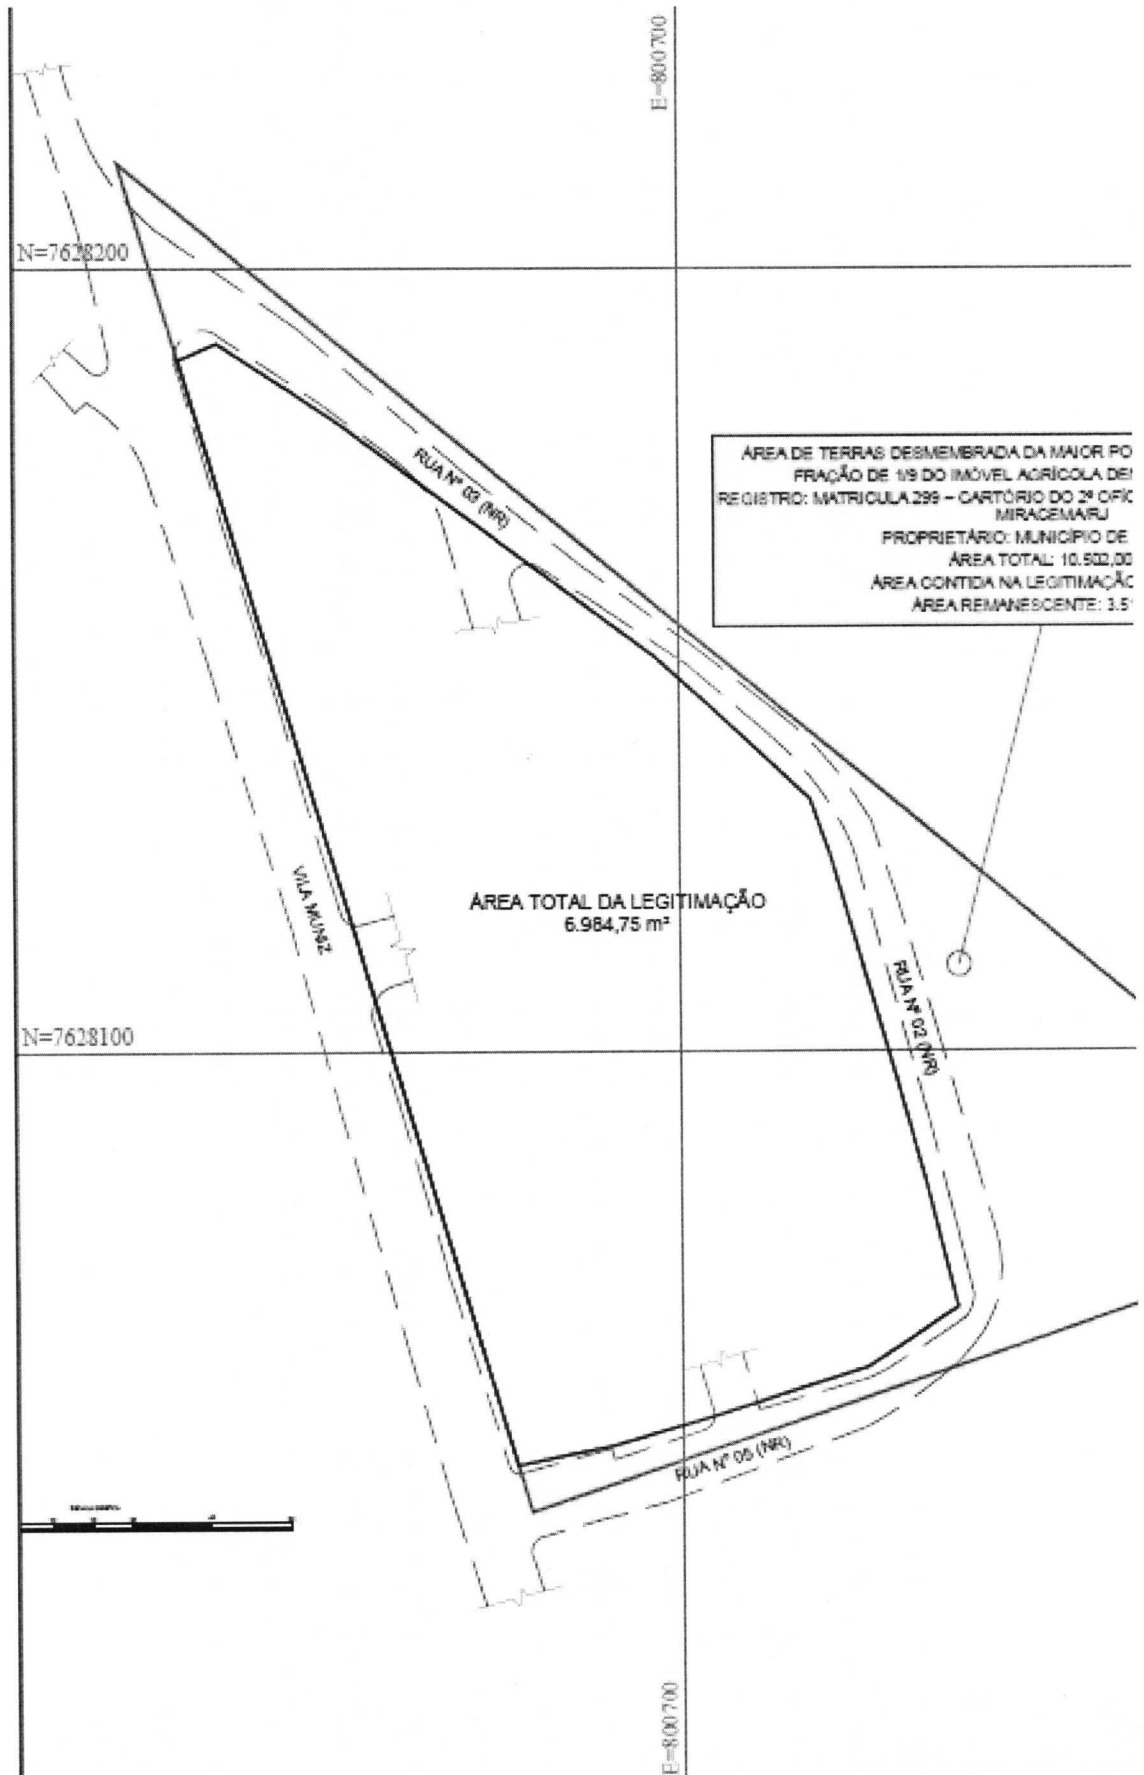 E=800700
N=7628200
RUA Nº 03 (NR)
ÁREA DE TERRAS DESMEMBRADA DA MAIOR PO
FRAÇÃO DE 1/9 DO IMÓVEL AGRÍCOLA DE
REGISTRO: MATRICULA 299 – CARTÓRIO DO 2º OFÍC
MIRACEMA/RJ
PROPRIETÁRIO: MUNICÍPIO DE
ÁREA TOTAL: 10.502,00
ÁREA CONTIDA NA LEGITIMAÇÃO
ÁREA REMANESCENTE: 3.5
VILA MUNIZ
ÁREA TOTAL DA LEGITIMAÇÃO
6.984,75 m²
RUA Nº 02 (NR)
N=7628100
RUA Nº 05 (NR)
E=800700